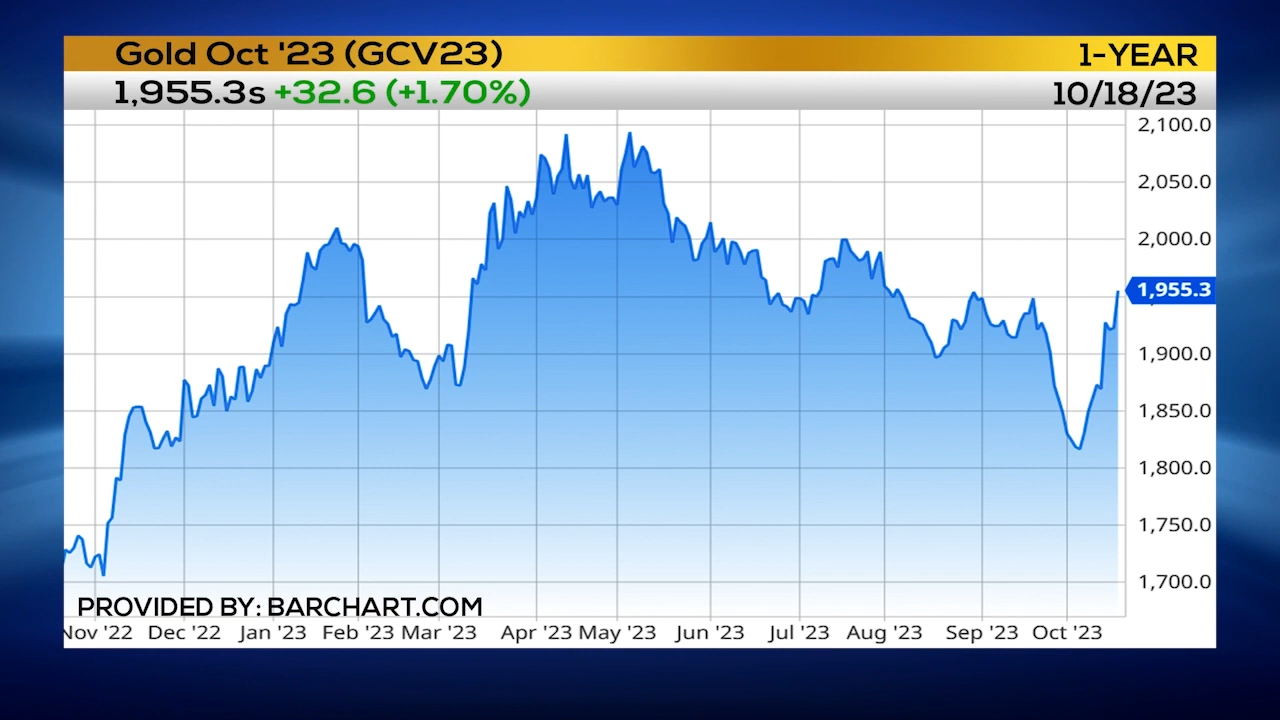 Gold Oct '23 (GCV23) 1-YEAR
1,955.3s +32.6 (+1.70%) 10/18/23
2,100.0
2,050.0
2,000.0
1,955.3
1,900.0
1,850.0
1,800.0
1,750.0
1,700.0
PROVIDED BY: BARCHART.COM
Nov '22 Dec '22 Jan '23 Feb '23 Mar '23 Apr '23 May '23 Jun '23 Jul '23 Aug '23 Sep '23 Oct '23